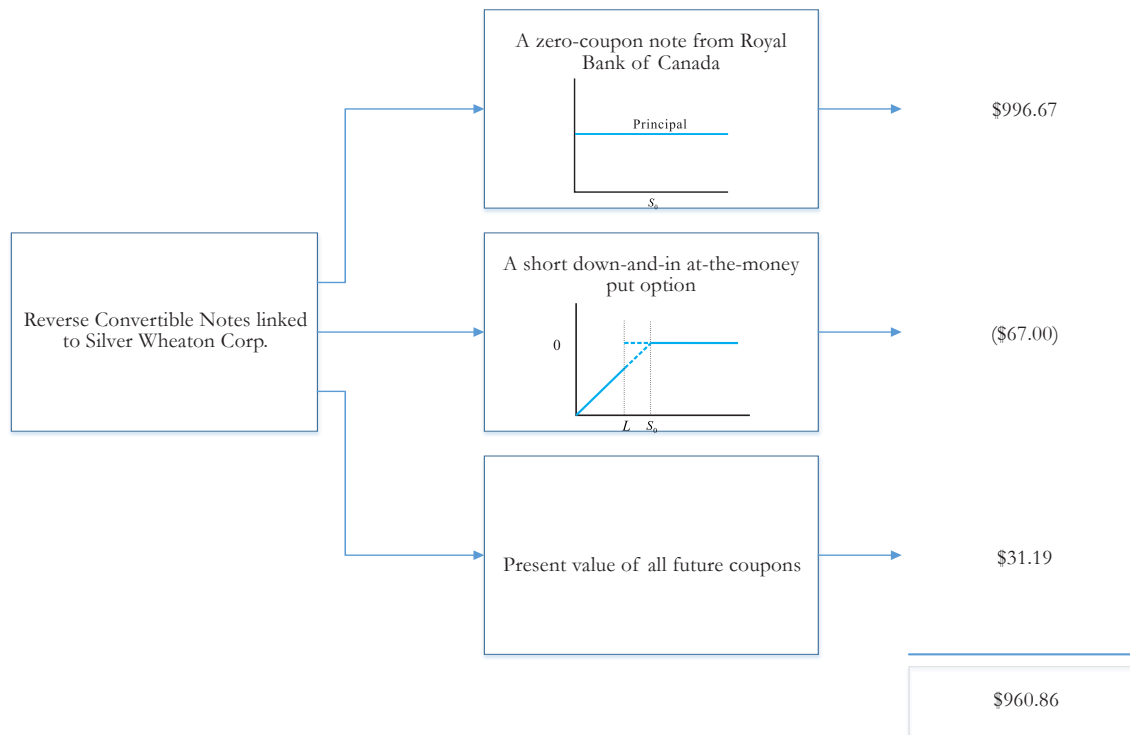 A zero-coupon note from Royal
Bank of Canada
Principal
S₀
$996.67
Reverse Convertible Notes linked
to Silver Wheaton Corp.
A short down-and-in at-the-money
put option
0
L S₀
($67.00)
Present value of all future coupons
$31.19
$960.86